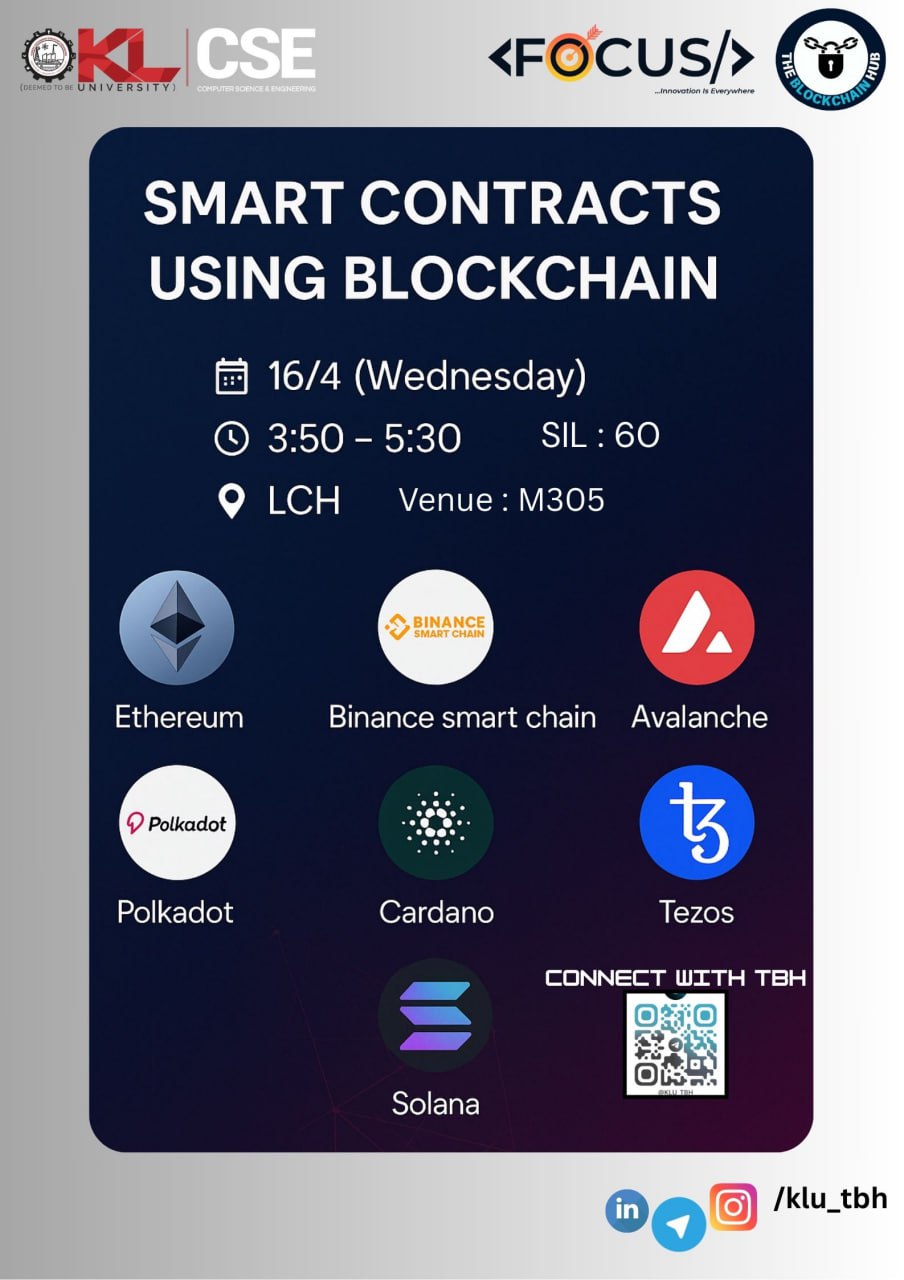 KL | CSE
(DEEMED TO BE UNIVERSITY)
COMPUTER SCIENCE & ENGINEERING
<FOCUS/>
...Innovation Is Everywhere
THE BLOCKCHAIN HUB
SMART CONTRACTS
USING BLOCKCHAIN
16/4 (Wednesday)
3:50 – 5:30 SIL : 60
LCH Venue : M305
BINANCE
SMART CHAIN
Ethereum Binance smart chain Avalanche
Polkadot
Polkadot Cardano Tezos
CONNECT WITH TBH
@KLU_TBH
Solana
in /klu_tbh